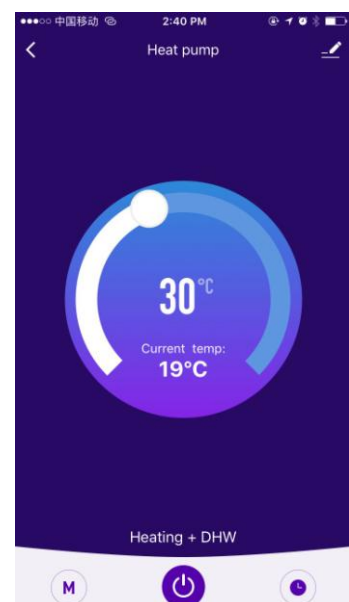 中国移动 2:40 PM
Heat pump
30°C
Current temp:
19°C
Heating + DHW
M